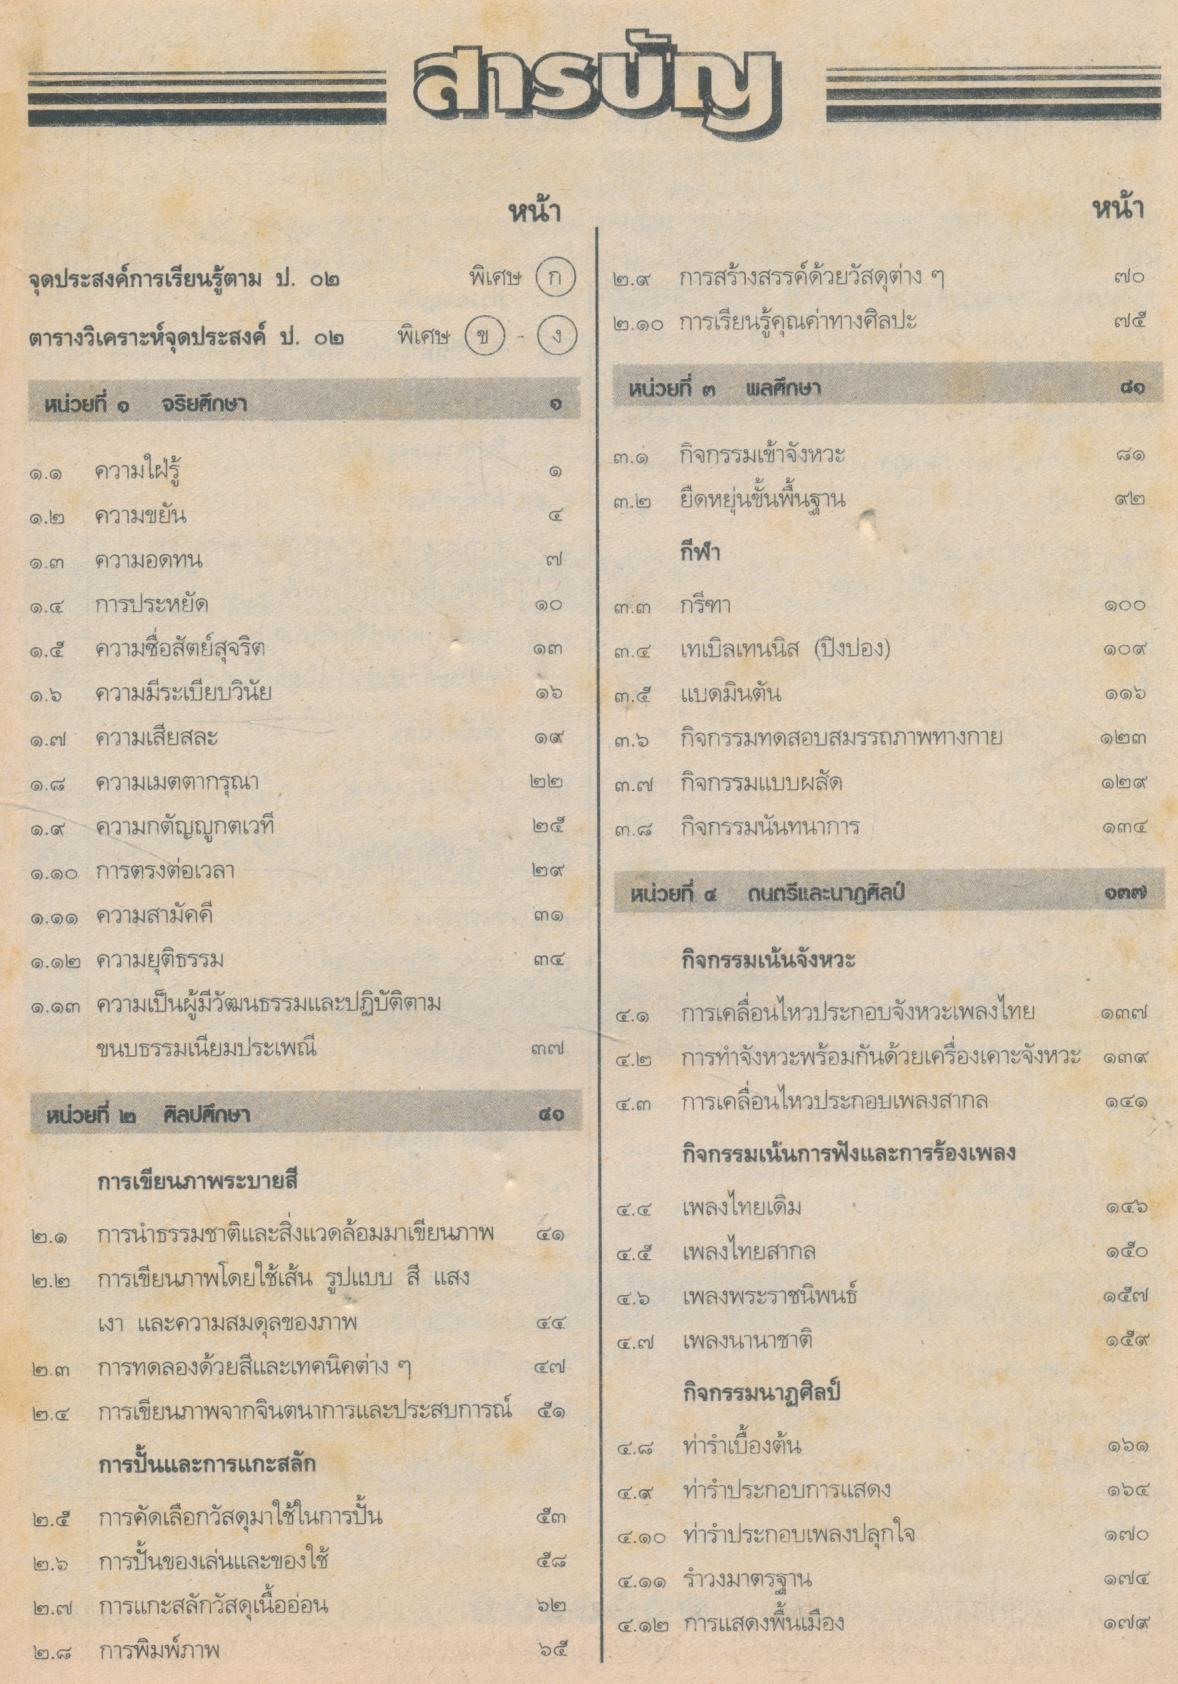 สารบัญ
หน้า
จุดประสงค์การเรียนรู้ตาม ป. ๐๒ พิเศษ ก
ตารางวิเคราะห์จุดประสงค์ ป. ๐๒ พิเศษ ข - ง
หน่วยที่ ๑ จริยศึกษา ๑
๑.๑ ความใฝ่รู้ ๑
๑.๒ ความขยัน ๔
๑.๓ ความอดทน ๗
๑.๔ การประหยัด ๑๐
๑.๕ ความซื่อสัตย์สุจริต ๑๓
๑.๖ ความมีระเบียบวินัย ๑๖
๑.๗ ความเสียสละ ๑๙
๑.๘ ความเมตตากรุณา ๒๒
๑.๙ ความกตัญญูกตเวที ๒๕
๑.๑๐ การตรงต่อเวลา ๒๙
๑.๑๑ ความสามัคคี ๓๑
๑.๑๒ ความยุติธรรม ๓๔
๑.๑๓ ความเป็นผู้มีวัฒนธรรมและปฏิบัติตาม
ขนบธรรมเนียมประเพณี ๓๗
หน่วยที่ ๒ ศิลปศึกษา ๔๑
การเขียนภาพระบายสี
๒.๑ การนำธรรมชาติและสิ่งแวดล้อมมาเขียนภาพ ๔๑
๒.๒ การเขียนภาพโดยใช้เส้น รูปแบบ สี แสง
เงา และความสมดุลของภาพ ๔๔
๒.๓ การทดลองด้วยสีและเทคนิคต่าง ๆ ๔๗
๒.๔ การเขียนภาพจากจินตนาการและประสบการณ์ ๕๑
การปั้นและการแกะสลัก
๒.๕ การคัดเลือกวัสดุมาใช้ในการปั้น ๕๓
๒.๖ การปั้นของเล่นและของใช้ ๕๘
๒.๗ การแกะสลักวัสดุเนื้ออ่อน ๖๒
๒.๘ การพิมพ์ภาพ ๖๕
หน้า
๒.๙ การสร้างสรรค์ด้วยวัสดุต่าง ๆ ๗๐
๒.๑๐ การเรียนรู้คุณค่าทางศิลปะ ๗๕
หน่วยที่ ๓ พลศึกษา ๘๑
๓.๑ กิจกรรมเข้าจังหวะ ๘๑
๓.๒ ยืดหยุ่นขั้นพื้นฐาน ๙๒
กีฬา
๓.๓ กรีฑา ๑๐๐
๓.๔ เทเบิลเทนนิส (ปิงปอง) ๑๐๙
๓.๕ แบดมินตัน ๑๑๖
๓.๖ กิจกรรมทดสอบสมรรถภาพทางกาย ๑๒๓
๓.๗ กิจกรรมแบบผลัด ๑๒๙
๓.๘ กิจกรรมนันทนาการ ๑๓๔
หน่วยที่ ๔ ดนตรีและนาฏศิลป์ ๑๓๗
กิจกรรมเน้นจังหวะ
๔.๑ การเคลื่อนไหวประกอบจังหวะเพลงไทย ๑๓๗
๔.๒ การทำจังหวะพร้อมกันด้วยเครื่องเคาะจังหวะ ๑๓๙
๔.๓ การเคลื่อนไหวประกอบเพลงสากล ๑๔๑
กิจกรรมเน้นการฟังและการร้องเพลง
๔.๔ เพลงไทยเดิม ๑๔๖
๔.๕ เพลงไทยสากล ๑๕๐
๔.๖ เพลงพระราชนิพนธ์ ๑๕๗
๔.๗ เพลงนานาชาติ ๑๕๙
กิจกรรมนาฏศิลป์
๔.๘ ท่ารำเบื้องต้น ๑๖๑
๔.๙ ท่ารำประกอบการแสดง ๑๖๔
๔.๑๐ ท่ารำประกอบเพลงปลุกใจ ๑๗๐
๔.๑๑ รำวงมาตรฐาน ๑๗๔
๔.๑๒ การแสดงพื้นเมือง ๑๗๙